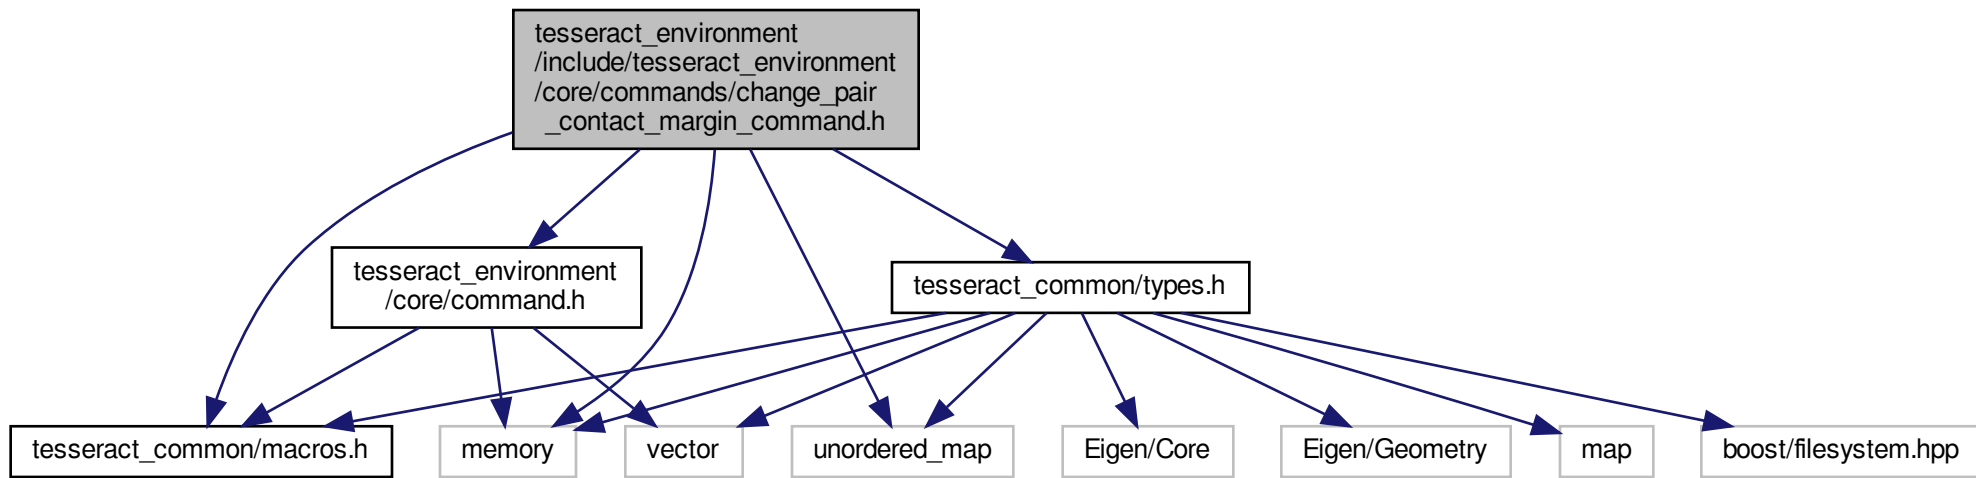 tesseract_environment
/include/tesseract_environment
/core/commands/change_pair
_contact_margin_command.h
tesseract_environment
/core/command.h
tesseract_common/types.h
tesseract_common/macros.h
memory
vector
unordered_map
Eigen/Core
Eigen/Geometry
map
boost/filesystem.hpp